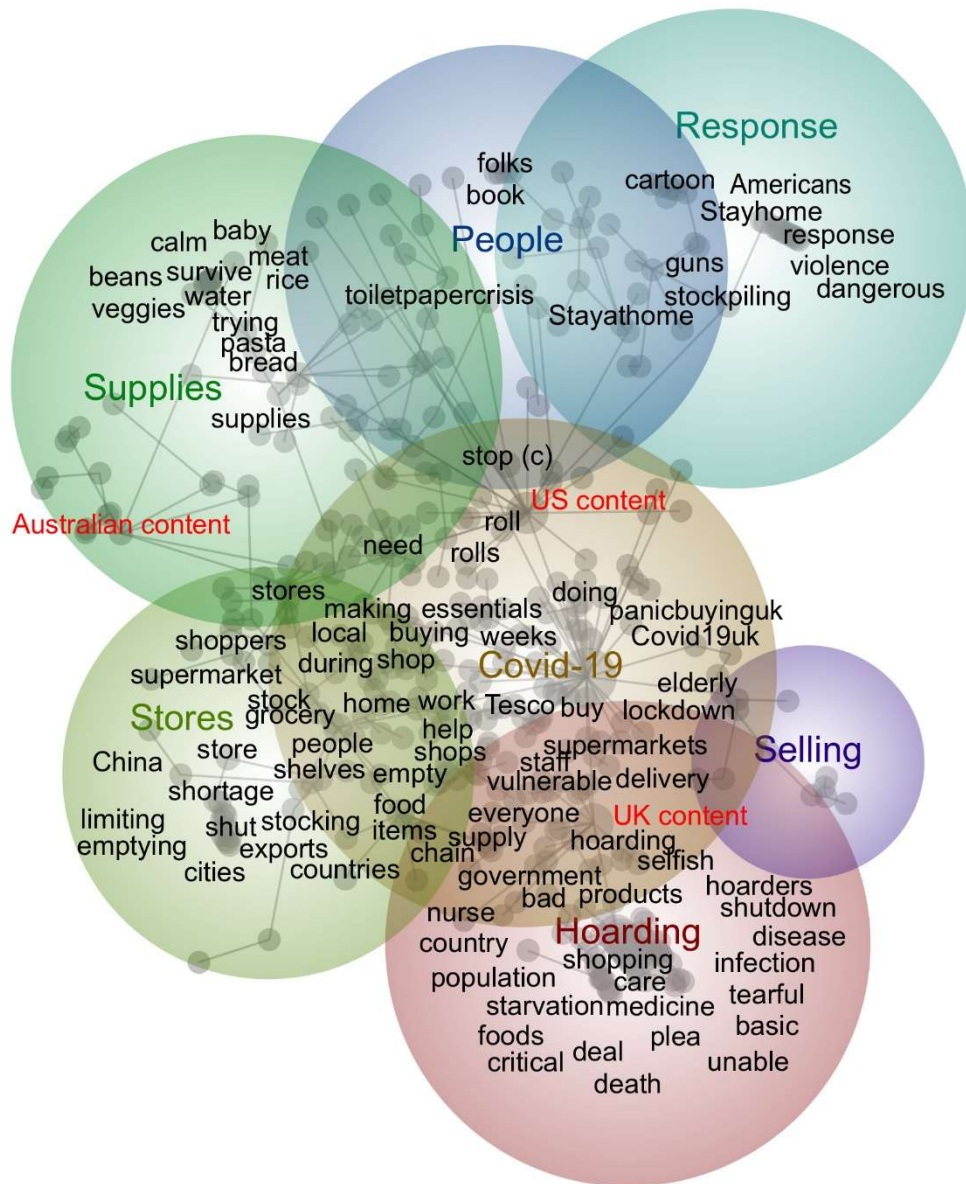 Response
folks
cartoon
Americans
book
Stayhome
People
response
baby
calm
meat
guns
violence
beans
survive
rice
dangerous
veggies
water
toiletpapercrisis
stockpiling
trying
Stayathome
pasta
bread
Supplies
supplies
stop (c)
US content
Australian content
roll
need
rolls
stores
doing
making
essentials
panicbuyinguk
shoppers
local
buying
weeks
Covid19uk
supermarket
during
shop
Covid-19
elderly
stock
home
work
Tesco
buy
lockdown
Stores
grocery
help
store
people
shops
supermarkets
Selling
China
shelves
empty
staff
vulnerable
delivery
shortage
food
everyone
UK content
limiting
shut
stocking
items
supply
hoarding
emptying
exports
chain
selfish
cities
countries
government
hoarders
bad
products
nurse
shutdown
country
Hoarding
disease
shopping
infection
population
care
tearful
starvation
medicine
foods
plea
basic
critical
deal
unable
death